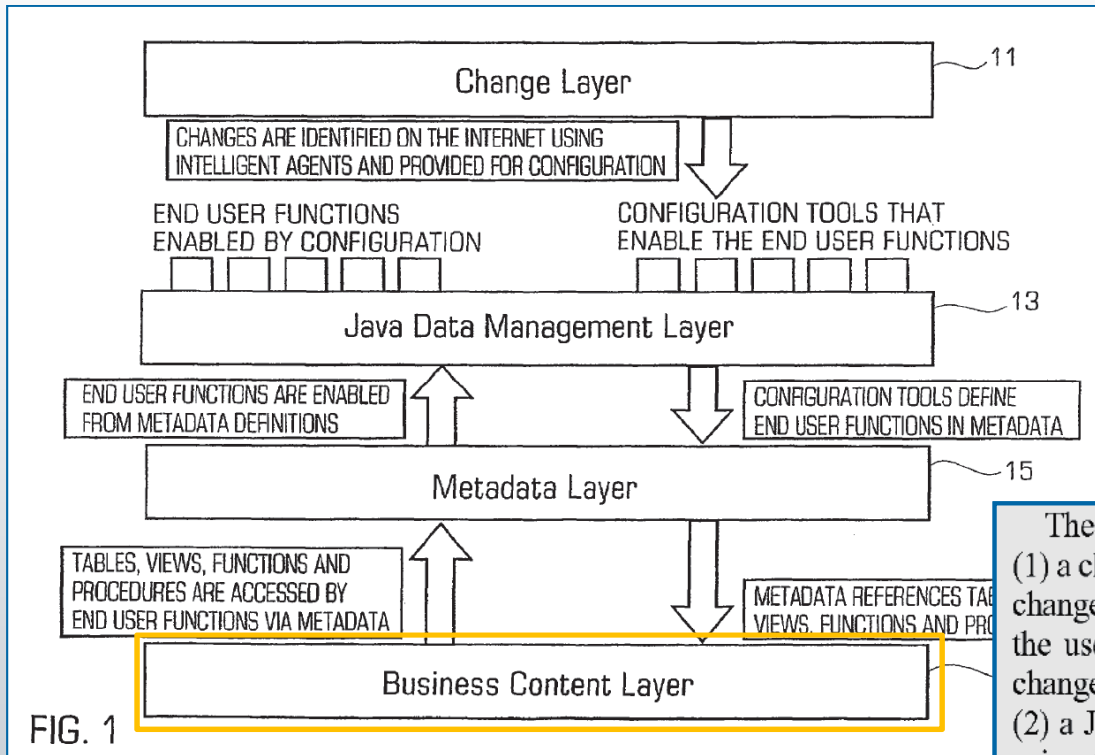 Change Layer
11
CHANGES ARE IDENTIFIED ON THE INTERNET USING
INTELLIGENT AGENTS AND PROVIDED FOR CONFIGURATION
END USER FUNCTIONS
ENABLED BY CONFIGURATION
CONFIGURATION TOOLS THAT
ENABLE THE END USER FUNCTIONS
Java Data Management Layer
13
END USER FUNCTIONS ARE ENABLED
FROM METADATA DEFINITIONS
CONFIGURATION TOOLS DEFINE
END USER FUNCTIONS IN METADATA
Metadata Layer
15
TABLES, VIEWS, FUNCTIONS AND
PROCEDURES ARE ACCESSED BY
END USER FUNCTIONS VIA METADATA
METADATA REFERENCES
VIEWS, FUNCTIONS AND
Business Content Layer
FIG. 1
The
(1) a
change
the
change
(2) a